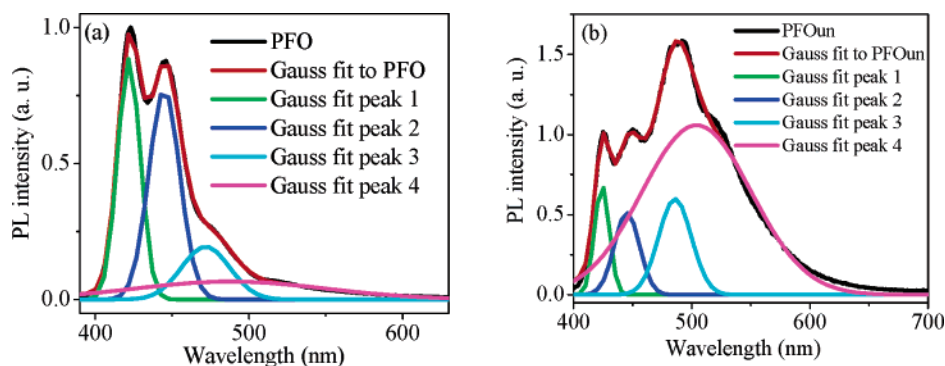 (a)
PFO
Gauss fit to PFO
Gauss fit peak 1
Gauss fit peak 2
Gauss fit peak 3
Gauss fit peak 4
PL intensity (a. u.)
1.0
0.5
0.0
400
500
600
Wavelength (nm)
(b)
PFOun
Gauss fit to PFOun
Gauss fit peak 1
Gauss fit peak 2
Gauss fit peak 3
Gauss fit peak 4
PL intensity (a. u.)
1.5
1.0
0.5
0.0
400
500
600
700
Wavelength (nm)